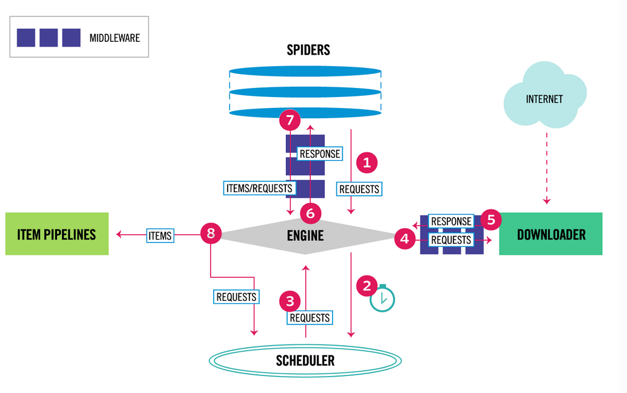 MIDDLEWARE
SPIDERS
INTERNET
7
RESPONSE
1
ITEMS/REQUESTS
REQUESTS
6
ITEM PIPELINES
ITEMS
8
ENGINE
4
RESPONSE
REQUESTS
5
DOWNLOADER
REQUESTS
3
REQUESTS
2
SCHEDULER